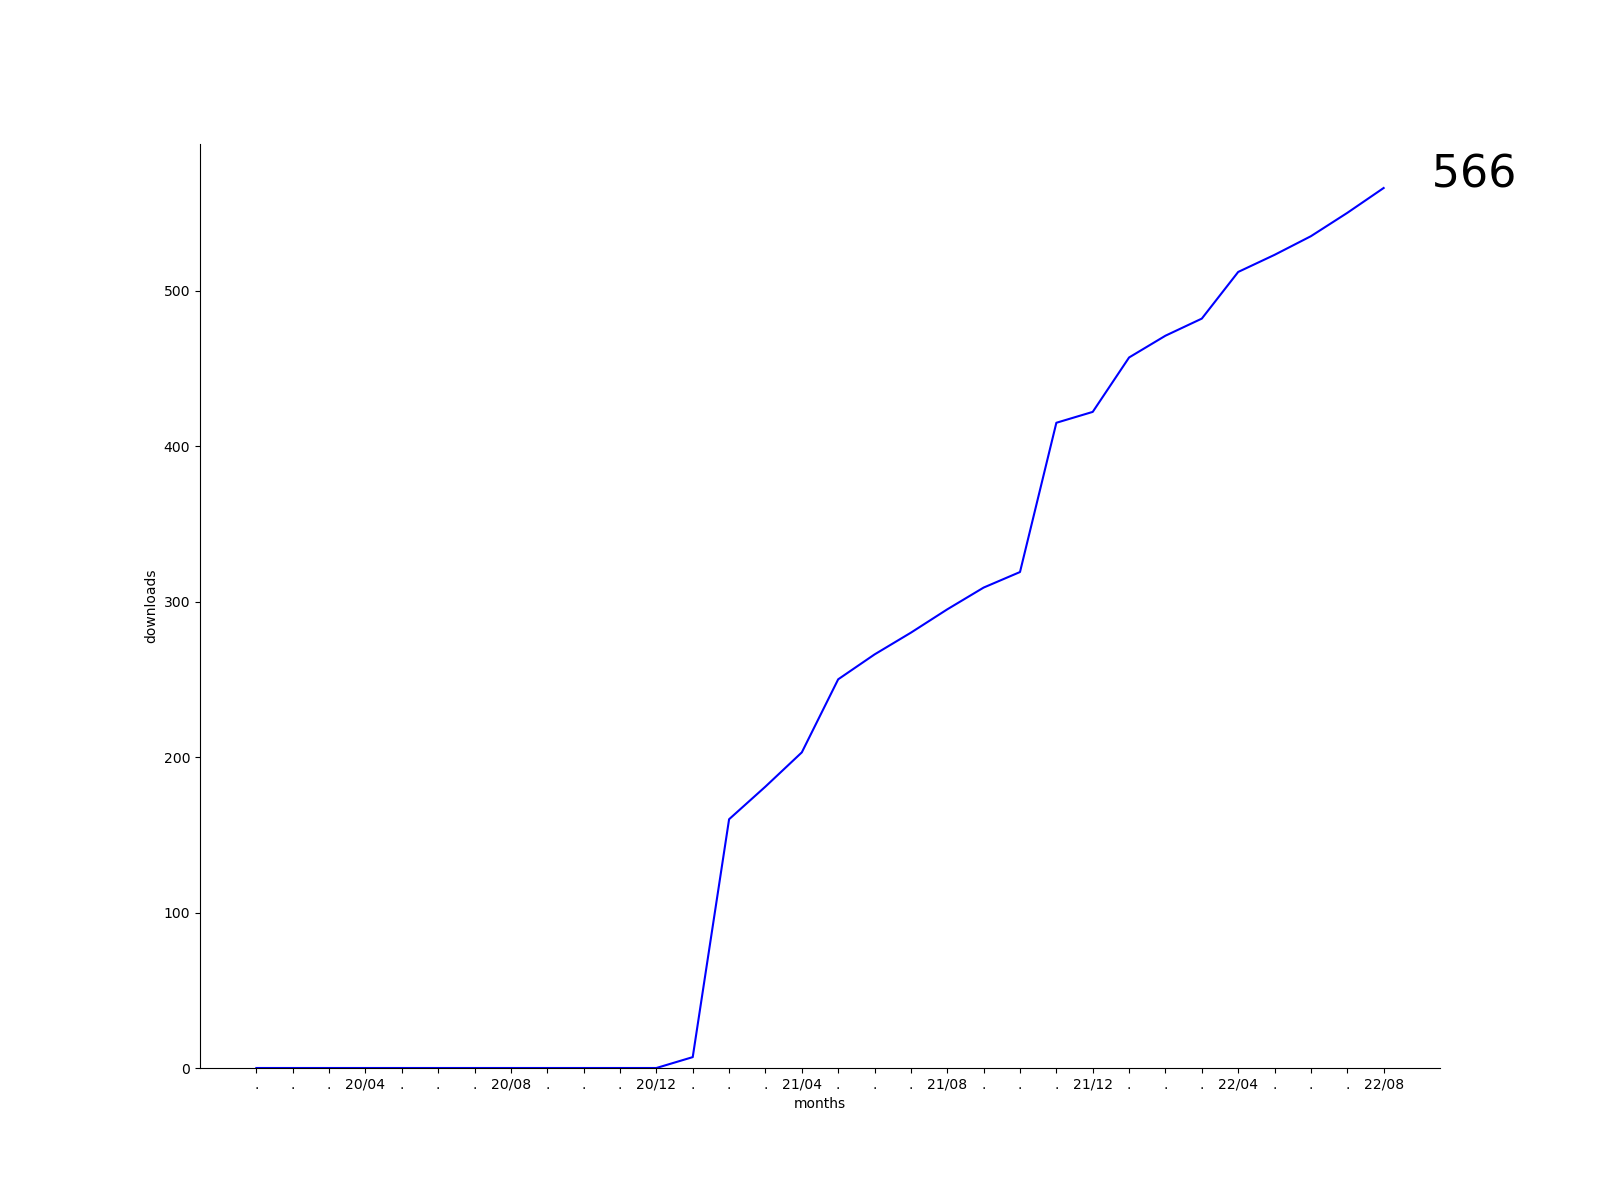 566
500
400
300
200
100
0
downloads
. . . 20/04 . . . 20/08 . . . 20/12 . . . 21/04 . . . 21/08 . . . 21/12 . . . 22/04 . . . 22/08
months